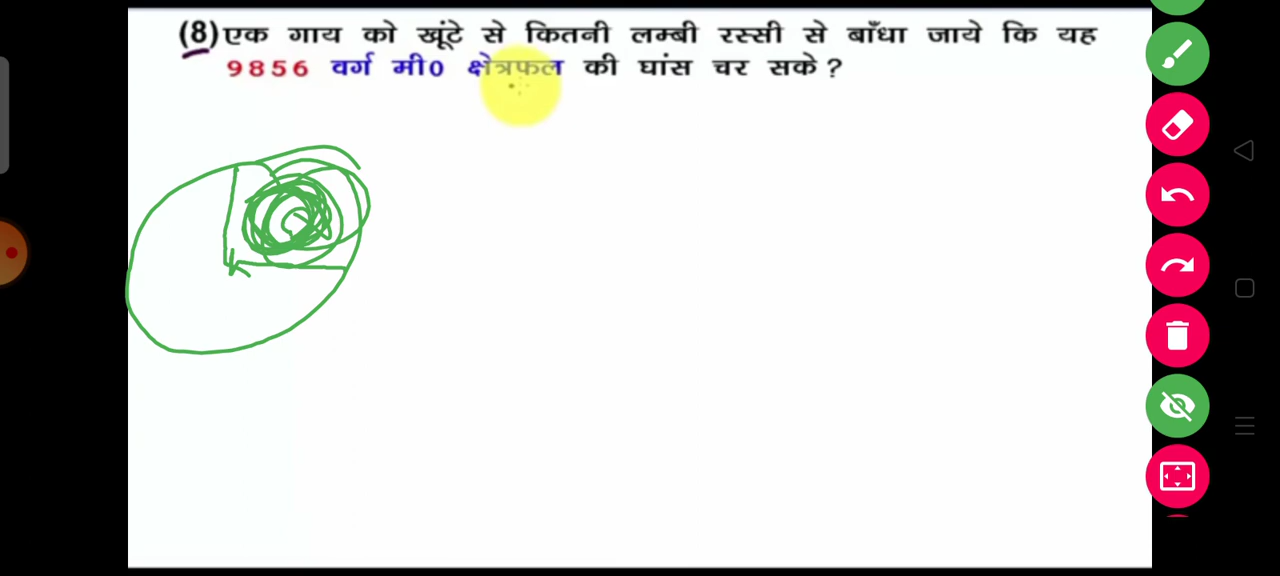 (8)एक गाय को खूंटे से कितनी लम्बी रस्सी से बाँधा जाये कि यह
9856 वर्ग मी0 क्षेत्रफल की घांस चर सके ?